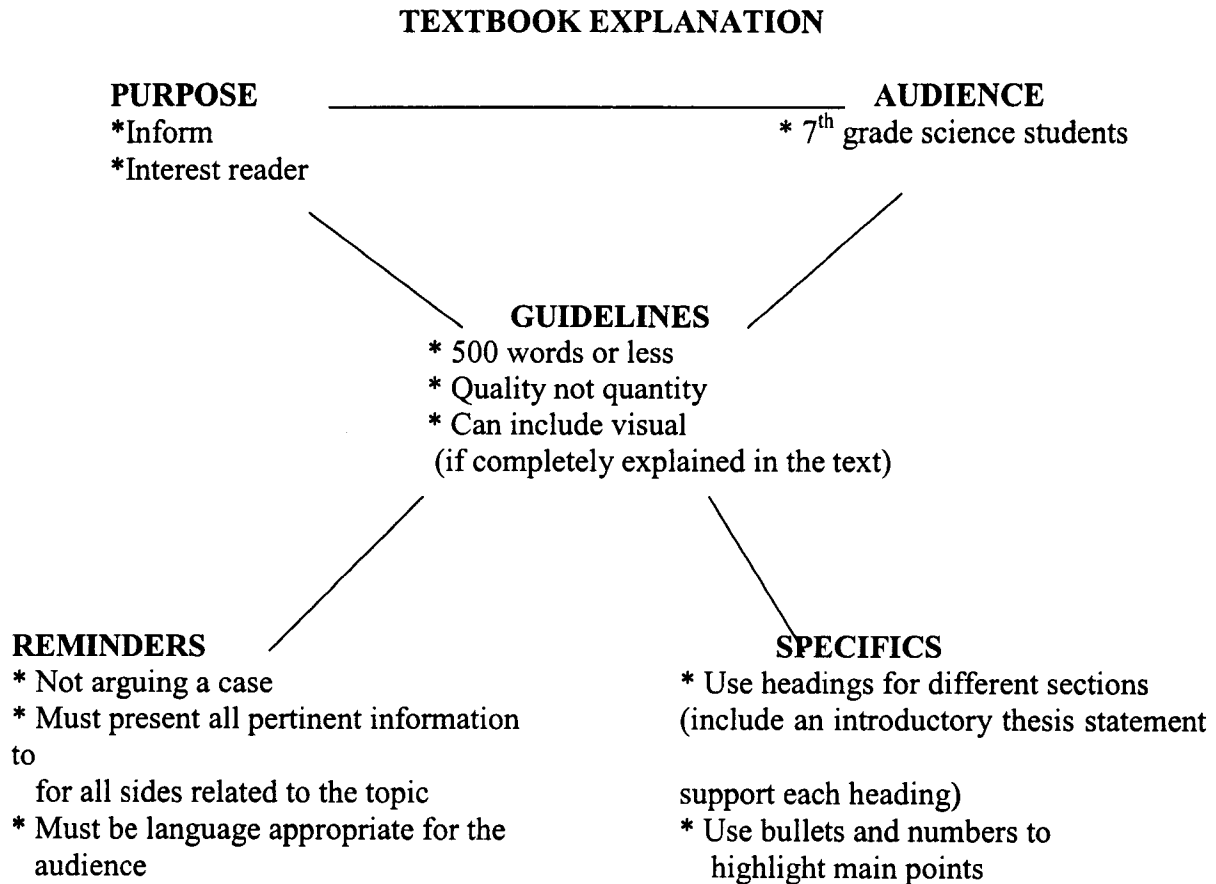 TEXTBOOK EXPLANATION
PURPOSE
*Inform
*Interest reader
AUDIENCE
* 7th grade science students
GUIDELINES
* 500 words or less
* Quality not quantity
* Can include visual
(if completely explained in the text)
REMINDERS
* Not arguing a case
* Must present all pertinent information
to
for all sides related to the topic
* Must be language appropriate for the
audience
SPECIFICS
* Use headings for different sections
(include an introductory thesis statement
support each heading)
* Use bullets and numbers to
highlight main points